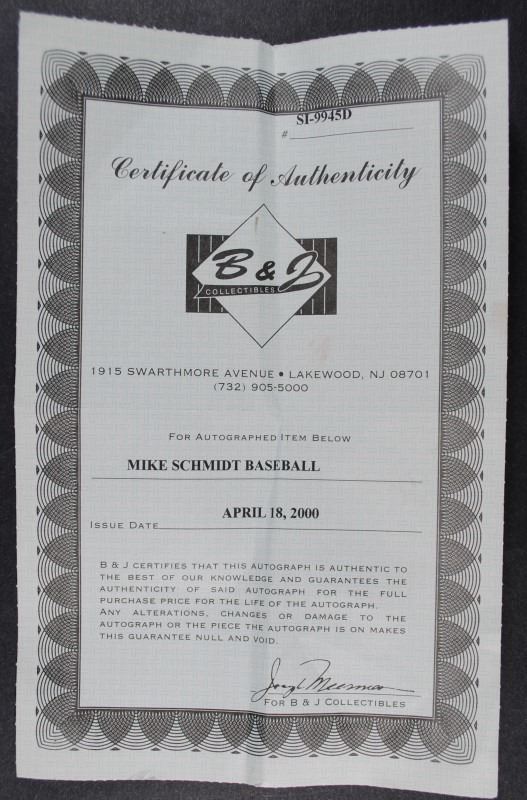 # SI-9945D
Certificate of Authenticity
B & J
COLLECTIBLES
1915 SWARTHMORE AVENUE • LAKEWOOD, NJ 08701
(732) 905-5000
FOR AUTOGRAPHED ITEM BELOW
MIKE SCHMIDT BASEBALL
APRIL 18, 2000
ISSUE DATE
B & J CERTIFIES THAT THIS AUTOGRAPH IS AUTHENTIC TO
THE BEST OF OUR KNOWLEDGE AND GUARANTEES THE
AUTHENTICITY OF SAID AUTOGRAPH FOR THE FULL
PURCHASE PRICE FOR THE LIFE OF THE AUTOGRAPH.
ANY ALTERATIONS, CHANGES OR DAMAGE TO THE
AUTOGRAPH OR THE PIECE THE AUTOGRAPH IS ON MAKES
THIS GUARANTEE NULL AND VOID.
FOR B & J COLLECTIBLES